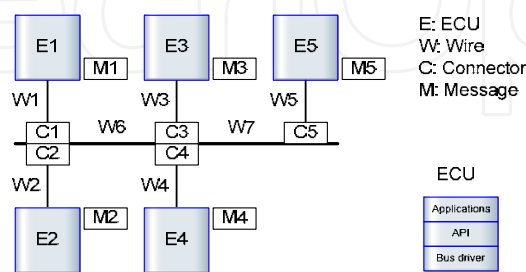 E1
M1
E3
M3
E5
M5
E: ECU
W: Wire
C: Connector
M: Message
W1
W3
W5
C1
W6
C3
W7
C5
C2
C4
W2
W4
E2
M2
E4
M4
ECU
Applications
API
Bus driver